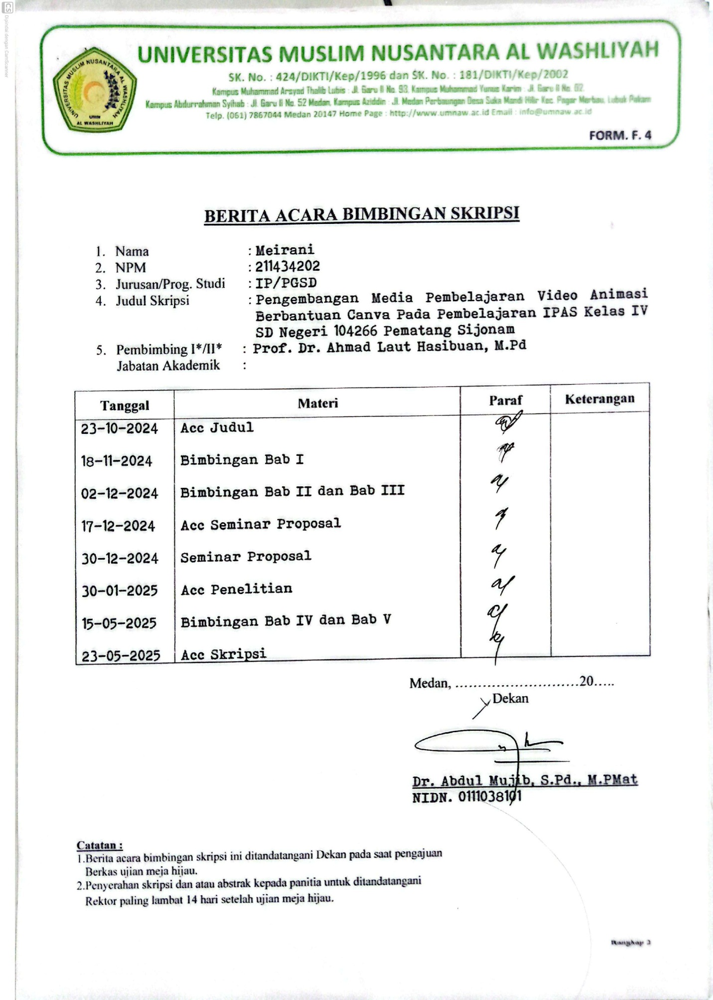 CS Dipindai dengan CamScanner
UNIVERSITAS MUSLIM NUSANTARA AL WASHLIYAH
UMN
AL WASHLIYAH
UNIVERSITAS MUSLIM NUSANTARA AL WASHLIYAH
SK. No. : 424/DIKTI/Kep/1996 dan SK. No. : 181/DIKTI/Kep/2002
Kampus Muhammad Arsyad Thalib Lubis : Jl. Garu II No. 93, Kampus Muhammad Yunus Karim : Jl. Garu II No. 02,
Kampus Abdurrahman Syihab : Jl. Garu II No. 52 Medan, Kampus Aziddin : Jl. Medan Perbaungan Desa Suka Mandi Hilir Kec. Pagar Merbau, Lubuk Pakam
Telp. (061) 7867044 Medan 20147 Home Page : http://www.umnaw.ac.id Email : info@umnaw.ac.id
FORM. F. 4
BERITA ACARA BIMBINGAN SKRIPSI
1. Nama : Meirani
2. NPM : 211434202
3. Jurusan/Prog. Studi : IP/PGSD
4. Judul Skripsi : Pengembangan Media Pembelajaran Video Animasi
Berbantuan Canva Pada Pembelajaran IPAS Kelas IV
SD Negeri 104266 Pematang Sijonam
5. Pembimbing I*/II* : Prof. Dr. Ahmad Laut Hasibuan, M.Pd
Jabatan Akademik :
Tanggal Materi Paraf Keterangan
23-10-2024 Acc Judul
18-11-2024 Bimbingan Bab I
02-12-2024 Bimbingan Bab II dan Bab III
17-12-2024 Acc Seminar Proposal
30-12-2024 Seminar Proposal
30-01-2025 Acc Penelitian
15-05-2025 Bimbingan Bab IV dan Bab V
23-05-2025 Acc Skripsi
Medan, ...........................20.....
Dekan
Dr. Abdul Mujib, S.Pd., M.PMat
NIDN. 0111038101
Catatan :
1.Berita acara bimbingan skripsi ini ditandatangani Dekan pada saat pengajuan
Berkas ujian meja hijau.
2.Penyerahan skripsi dan atau abstrak kepada panitia untuk ditandatangani
Rektor paling lambat 14 hari setelah ujian meja hijau.
Rangkap 3